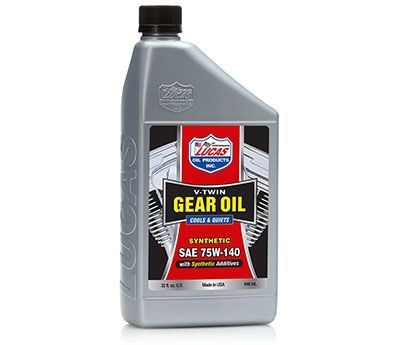 LUCAS
LUCAS
OIL PRODUCTS
INC.
V-TWIN
GEAR OIL
COOLS & QUIETS
SYNTHETIC
SAE 75W-140
with Synthetic Additives
32 fl. oz. U.S. Made in USA 946 mL.